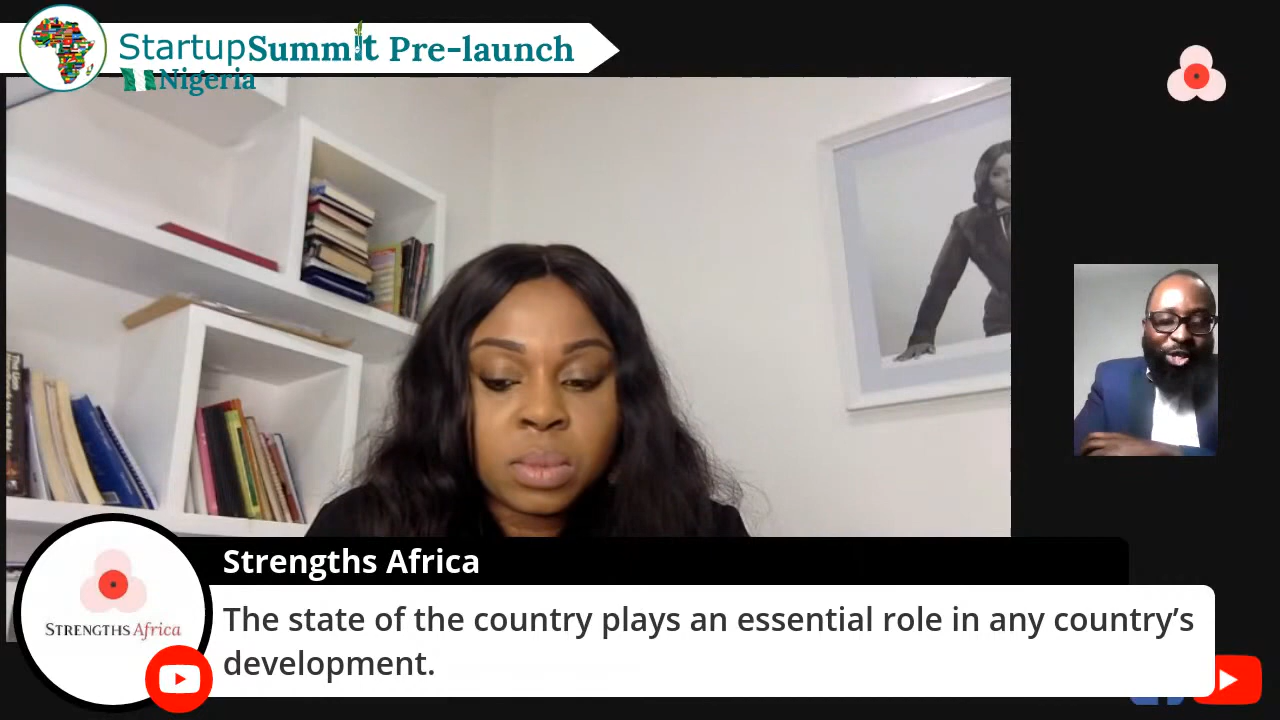 StartupSummit Pre-launch
Nigeria
Strengths Africa
The state of the country plays an essential role in any country’s
development.
STRENGTHS Africa